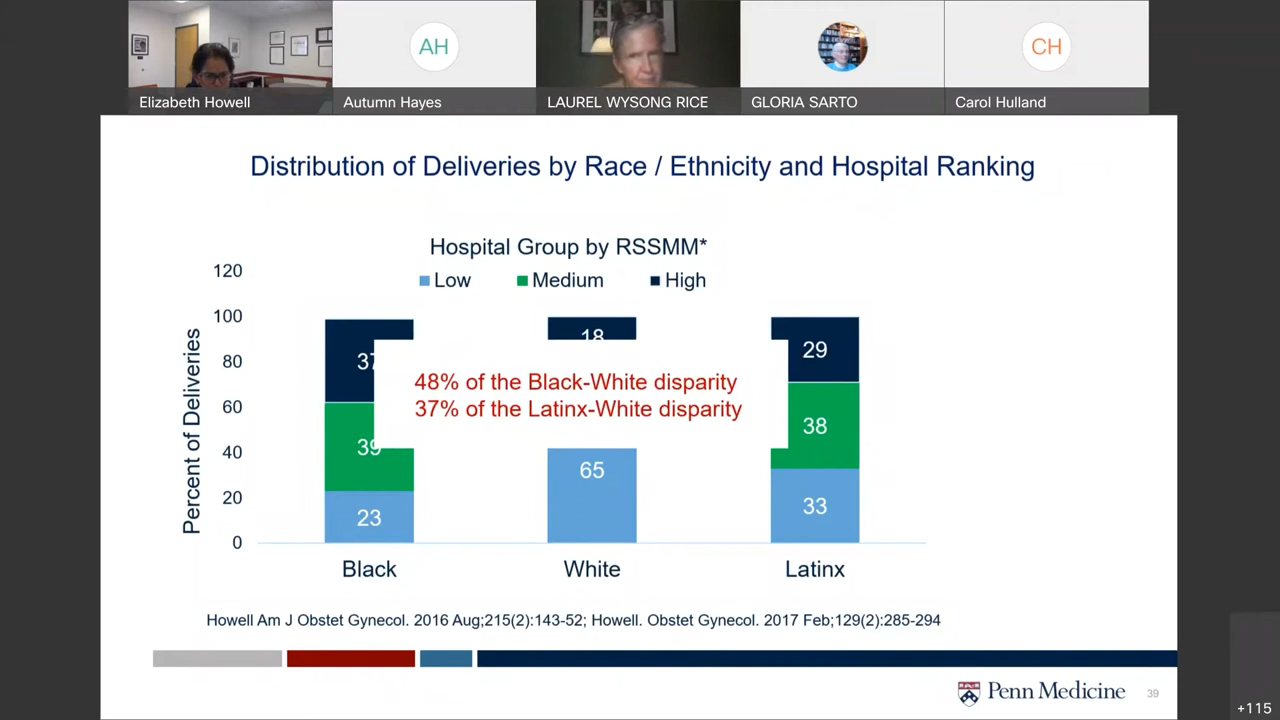 AH
CH
Elizabeth Howell
Autumn Hayes
LAUREL WYSONG RICE
GLORIA SARTO
Carol Hulland
Distribution of Deliveries by Race / Ethnicity and Hospital Ranking
Hospital Group by RSSMM*
Low Medium High
Percent of Deliveries
120
100
80
60
40
20
0
37
39
23
18
65
29
38
33
48% of the Black-White disparity
37% of the Latinx-White disparity
Black White Latinx
Howell Am J Obstet Gynecol. 2016 Aug;215(2):143-52; Howell. Obstet Gynecol. 2017 Feb;129(2):285-294
Penn Medicine
39
+115